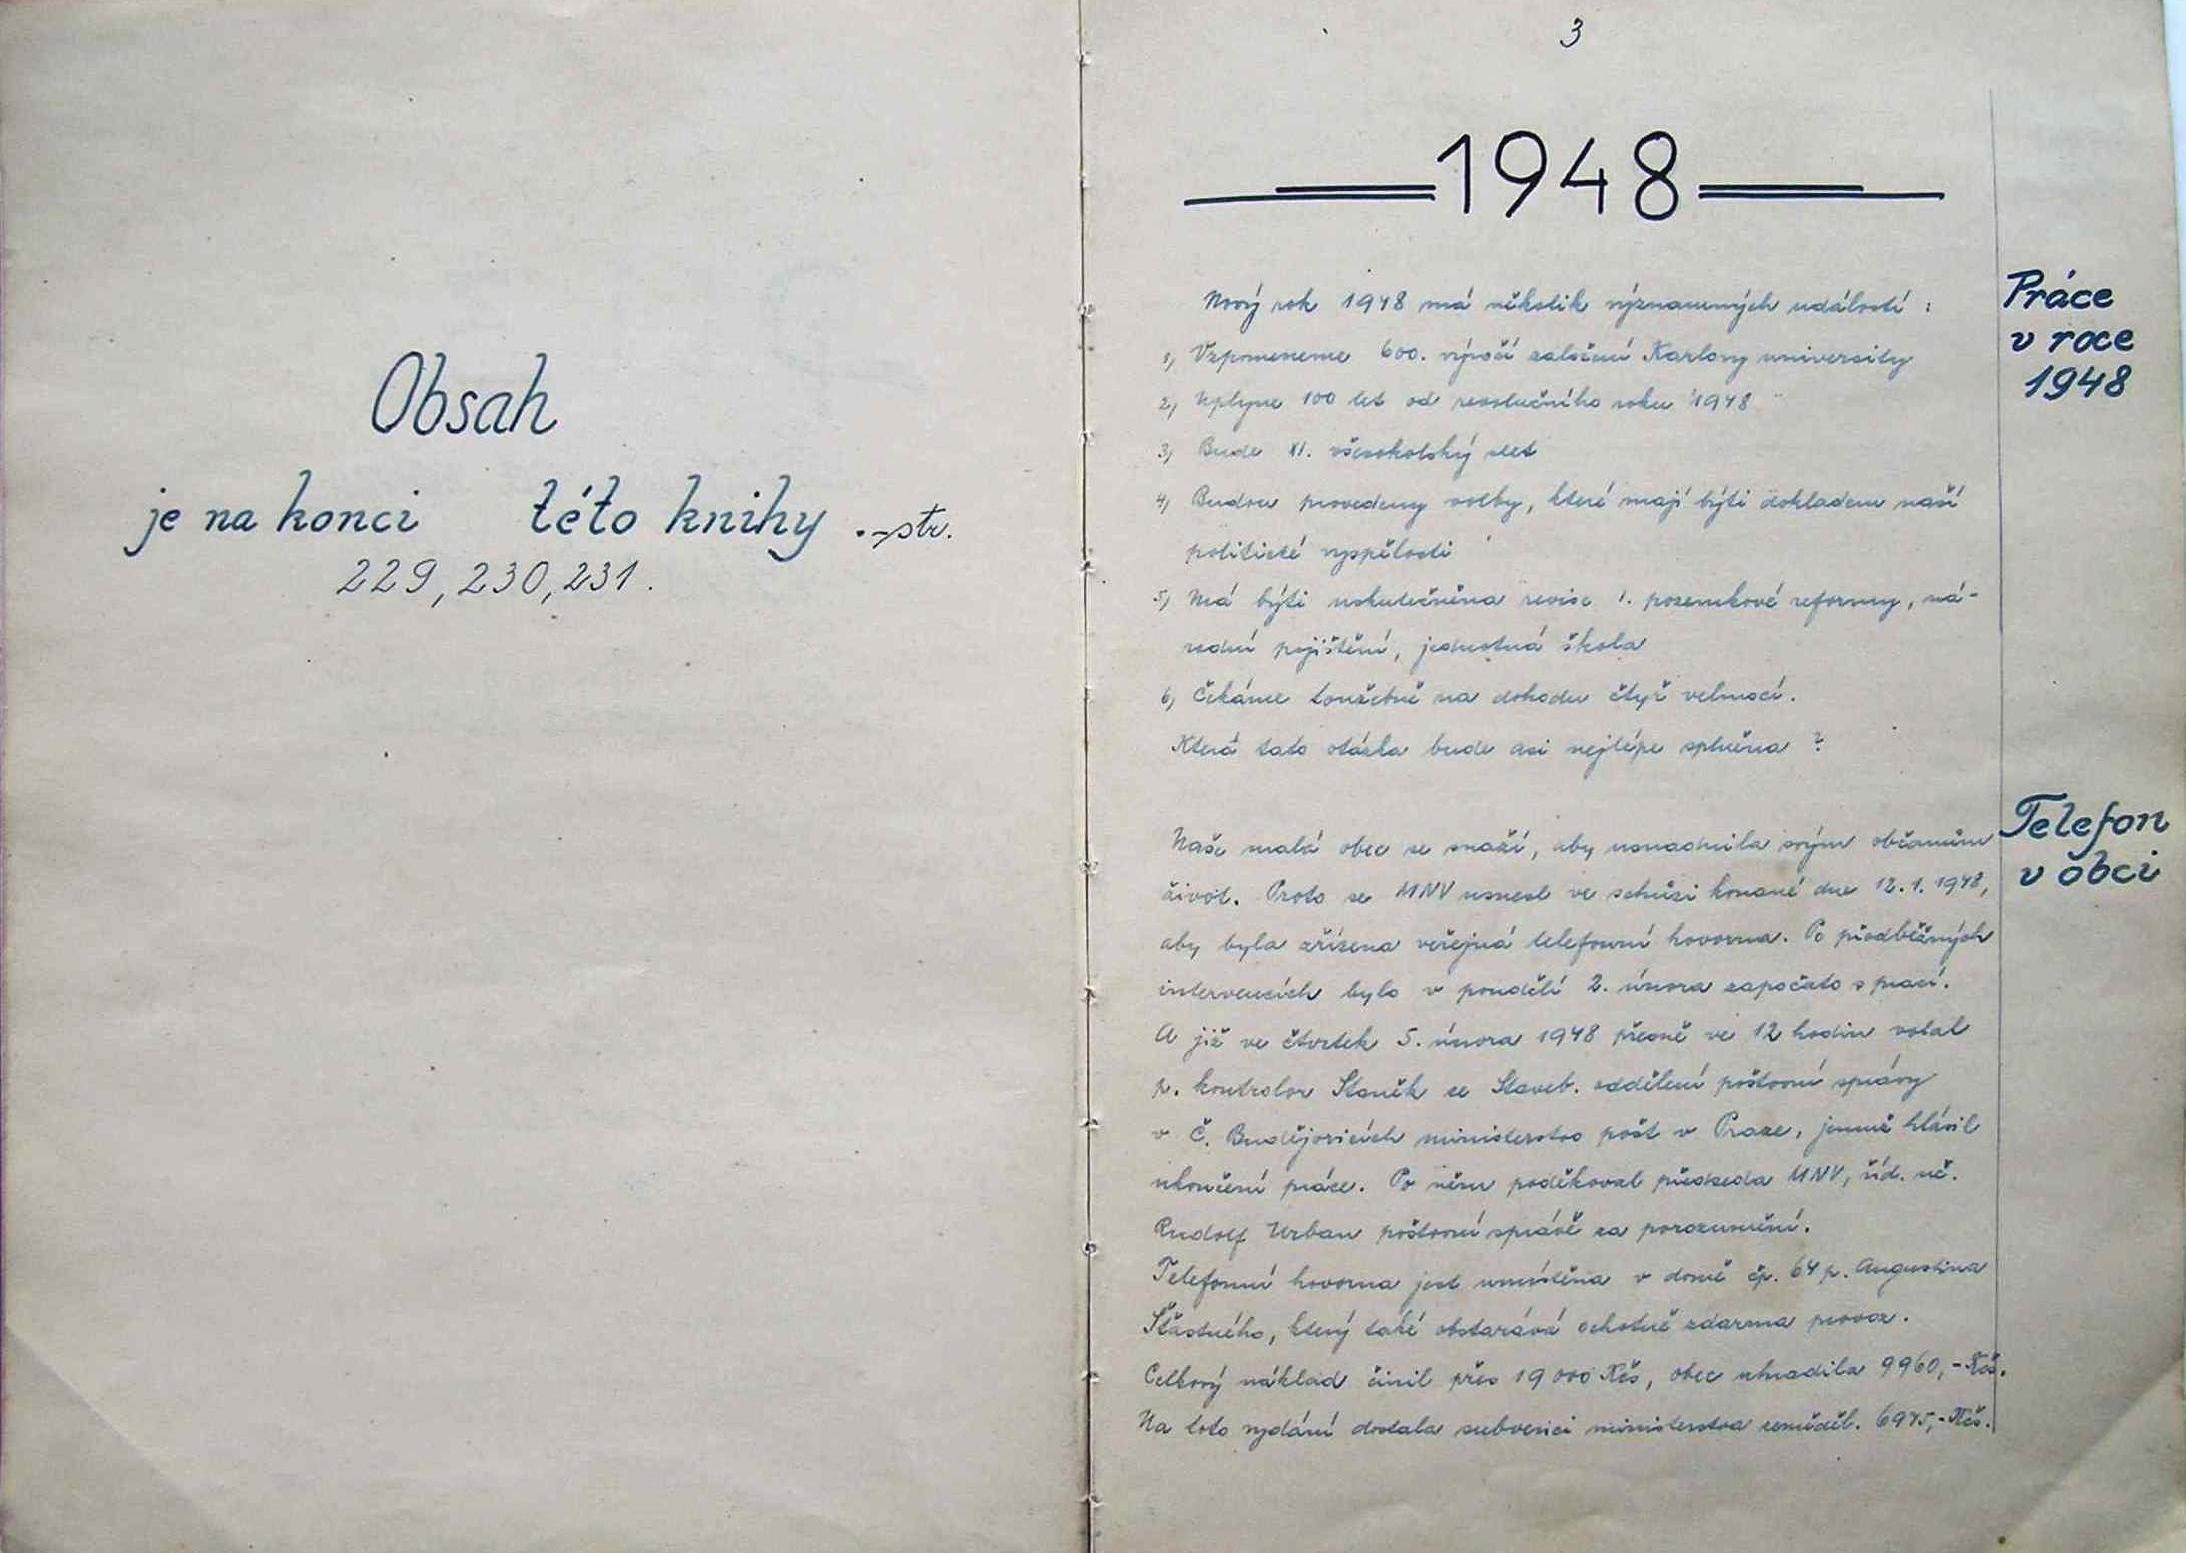 Obsah
je na konci této knihy .-str.
229, 230, 231.
3
1948
Práce
v roce
1948
Nový rok 1948 má několik významných událostí :
1) Vzpomeneme 600. výročí založení Karlovy university
2) Uplyne 100 let od revolučního roku 1948
3) Bude XI. všesokolský slet
4) Budou provedeny volby, které mají býti dokladem naší
politické vyspělosti
5) Má býti uskutečněna revise 1. pozemkové reformy, ná-
rodní pojištění, jednotná škola
6) Čekáme toužebně na dohodu čtyř velmocí.
Která tato otázka bude asi nejlépe splněna ?
Telefon
v obci
Naše malá obec se snaží, aby usnadnila svým občanům
život. Proto se MNV usnesl ve schůzi konané dne 12. 1. 1948,
aby byla zřízena veřejná telefonní hovorna. Po předběžných
intervencích bylo v pondělí 2. února započato s prací.
A již ve čtvrtek 5. února 1948 přesně ve 12 hodin volal
p. kontrolor Staněk ze Staveb. oddělení poštovní správy
v Č. Budějovicích ministerstvo pošt v Praze, jemuž hlásil
ukončení práce. Po něm poděkoval předseda MNV, říd. uč.
Rudolf Urban poštovní správě za porozumění.
Telefonní hovorna jest umístěna v domě čp. 64 p. Augustina
Šťastného, který také obstarává ochotně zdarma provoz.
Celkový náklad činil přes 19 000 Kčs, obec uhradila 9960,- Kčs.
Na toto vydání dostala subvenci ministerstva zeměděl. 6975,- Kčs.